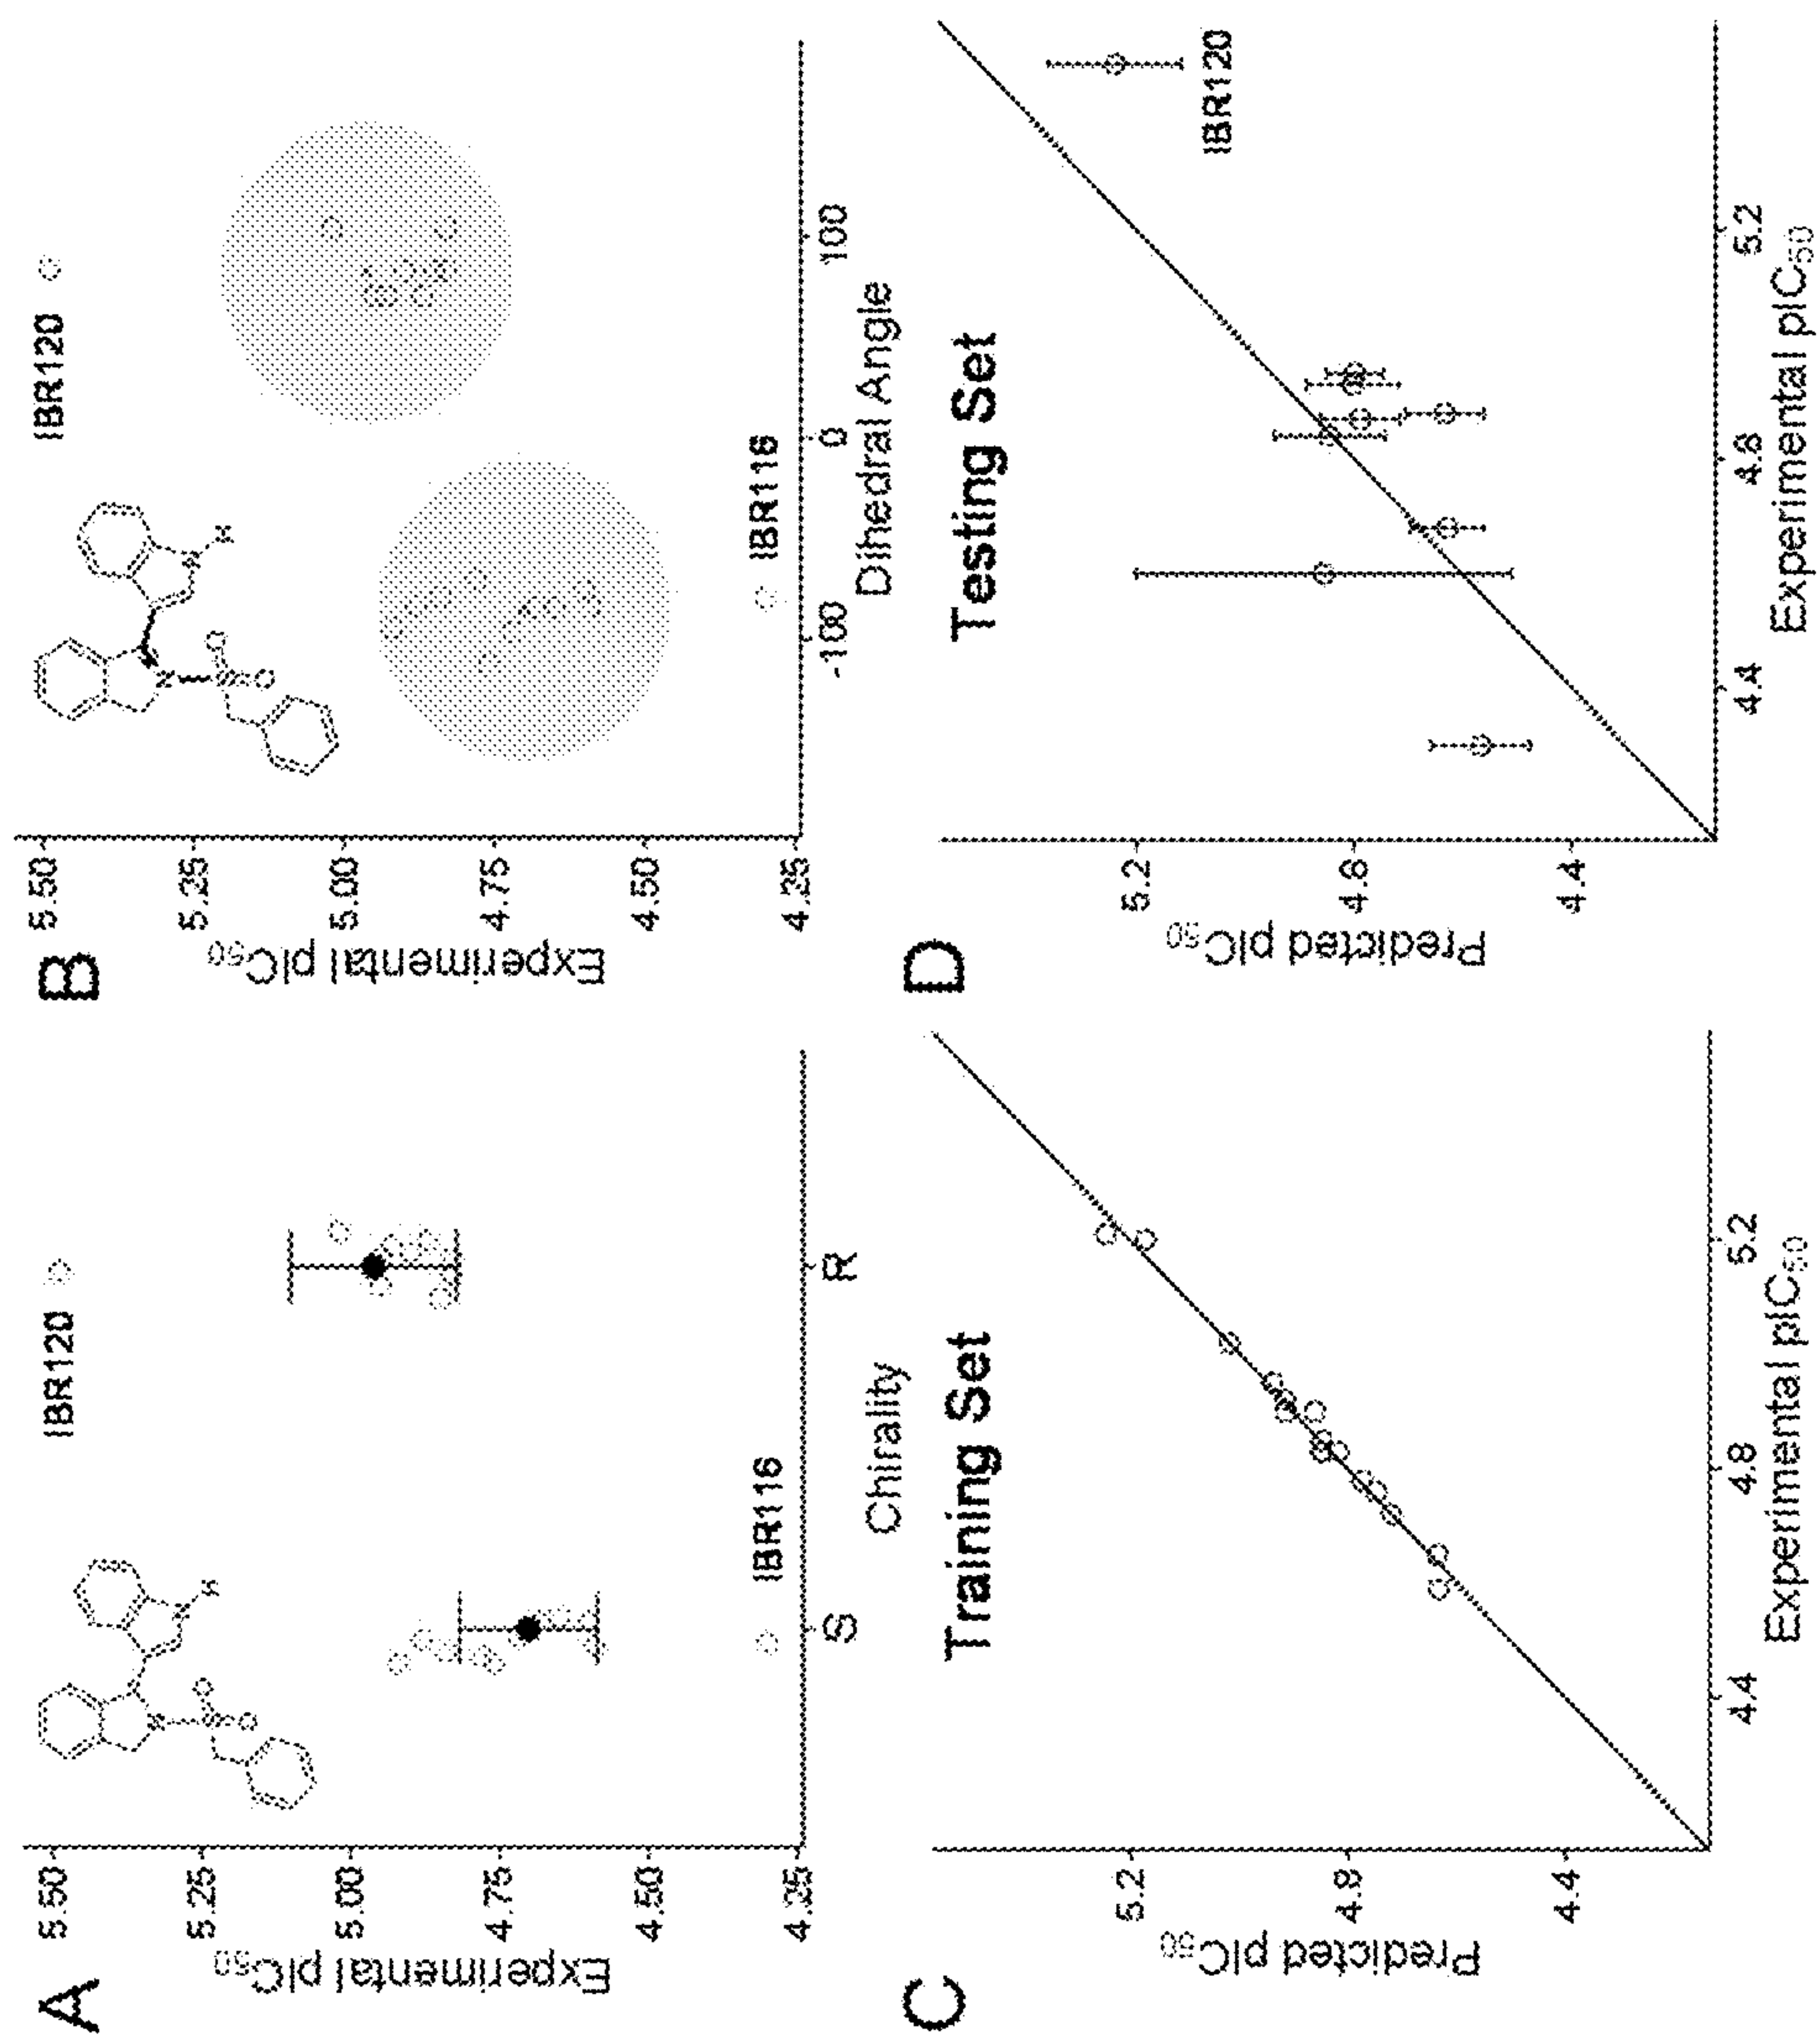 A
Experimental pIC50
5.50
5.25
5.00
4.75
4.50
4.25
IBR120
IBR116
N
S
O
O
N
H
S
R
Chirality
B
Experimental pIC50
5.50
5.25
5.00
4.75
4.50
4.25
IBR120
IBR116
N
S
O
O
N
H
-100
0
100
Dihedral Angle
C
Training Set
Predicted pIC50
5.2
4.8
4.4
4.4
4.8
5.2
Experimental pIC50
D
Testing Set
Predicted pIC50
5.2
4.8
4.4
IBR120
4.4
4.8
5.2
Experimental pIC50